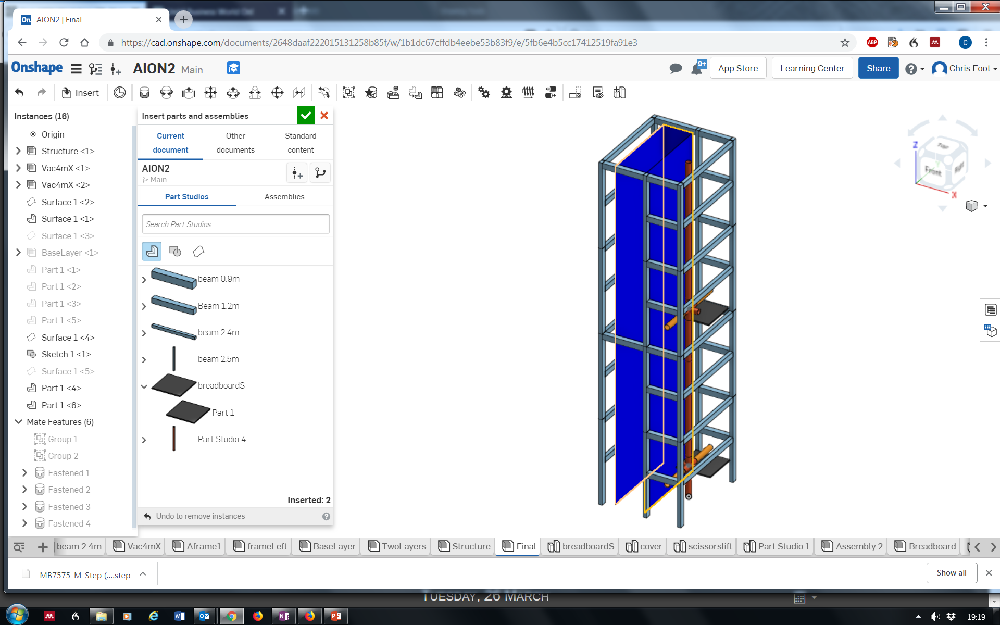 AION2 | Final
https://cad.onshape.com/documents/2648daaf222015131258b85f/w/1b1dc67cffdb4eebe53b83f9/e/5fb6e4b5cc17412519fa91e3
ABP
C
Onshape
AION2 Main
9+
App Store
Learning Center
Share
Chris Foot
Insert
Instances (16)
Origin
Structure <1>
Vac4mX <1>
Vac4mX <2>
Surface 1 <2>
Surface 1 <1>
Surface 1 <3>
BaseLayer <1>
Part 1 <1>
Part 1 <2>
Part 1 <3>
Part 1 <5>
Surface 1 <4>
Sketch 1 <1>
Surface 1 <5>
Part 1 <4>
Part 1 <6>
Mate Features (6)
Group 1
Group 2
Fastened 1
Fastened 2
Fastened 3
Fastened 4
Insert parts and assemblies
Current document
Other documents
Standard content
AION2
Main
Part Studios
Assemblies
Search Part Studios
beam 0.9m
Beam 1.2m
beam 2.4m
beam 2.5m
breadboardS
Part 1
Part Studio 4
Inserted: 2
Undo to remove instances
Z
Top
Front
Right
X
beam 2.4m
Vac4mX
Aframe1
frameLeft
BaseLayer
TwoLayers
Structure
Final
breadboardS
cover
scissorslift
Part Studio 1
Assembly 2
Breadboard
MB7575_M-Step (....step
Show all
TUESDAY, 26 MARCH
19:19